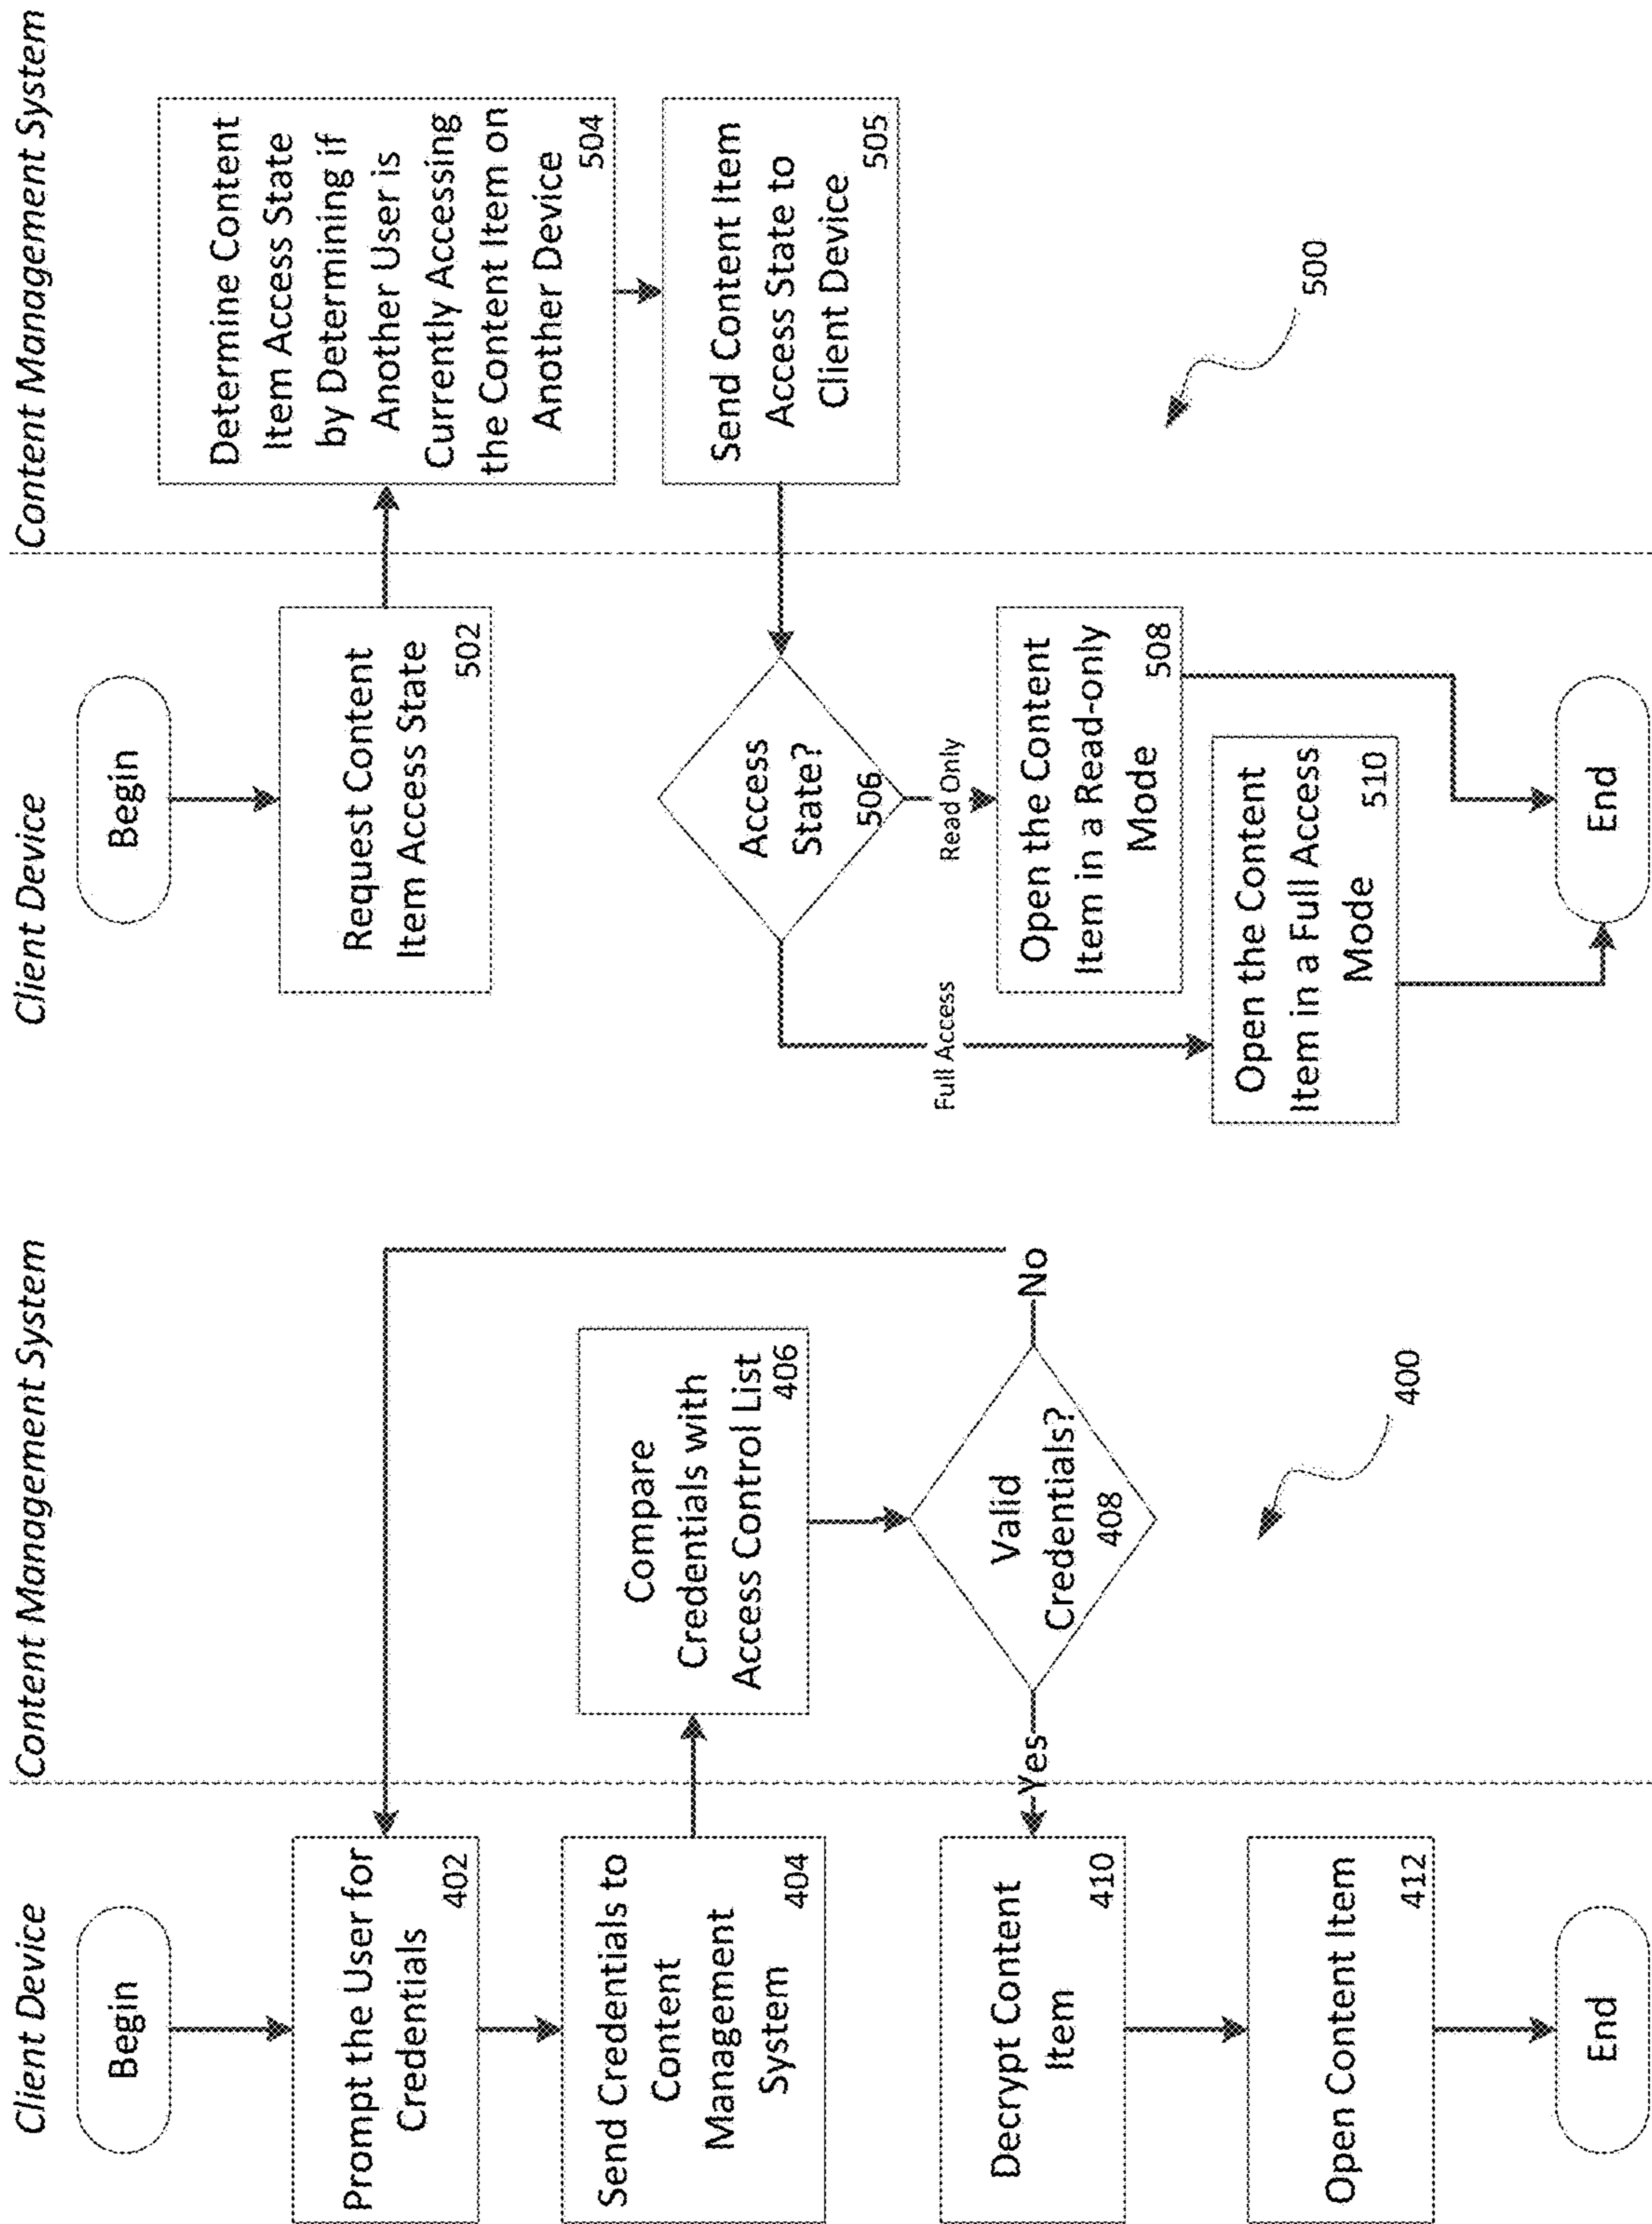 Client Device
Content Management System
Begin
Prompt the User for
Credentials
402
Send Credentials to
Content
Management
System
404
Compare
Credentials with
Access Control List
406
Valid
Credentials?
408
No
Yes
Decrypt Content
Item
410
Open Content Item
412
End
400
Client Device
Content Management System
Begin
Request Content
Item Access State
502
Determine Content
Item Access State
by Determining if
Another User is
Currently Accessing
the Content Item on
Another Device
504
Send Content Item
Access State to
Client Device
505
Access
State?
506
Full Access
Read Only
Open the Content
Item in a Read-only
Mode
508
Open the Content
Item in a Full Access
Mode
510
End
500